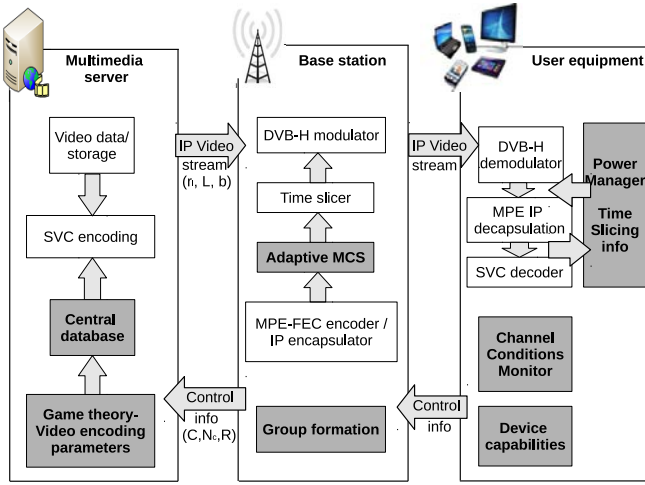 Multimedia
server
Video data/
storage
SVC encoding
Central
database
Game theory-
Video encoding
parameters
IP Video
stream
(n, L, b)
Control
info
(C,Nc,R)
Base station
DVB-H modulator
Time slicer
Adaptive MCS
MPE-FEC encoder /
IP encapsulator
Group formation
IP Video
stream
Control
info
User equipment
DVB-H
demodulator
MPE IP
decapsulation
SVC decoder
Power
Manager
Time
Slicing
info
Channel
Conditions
Monitor
Device
capabilities